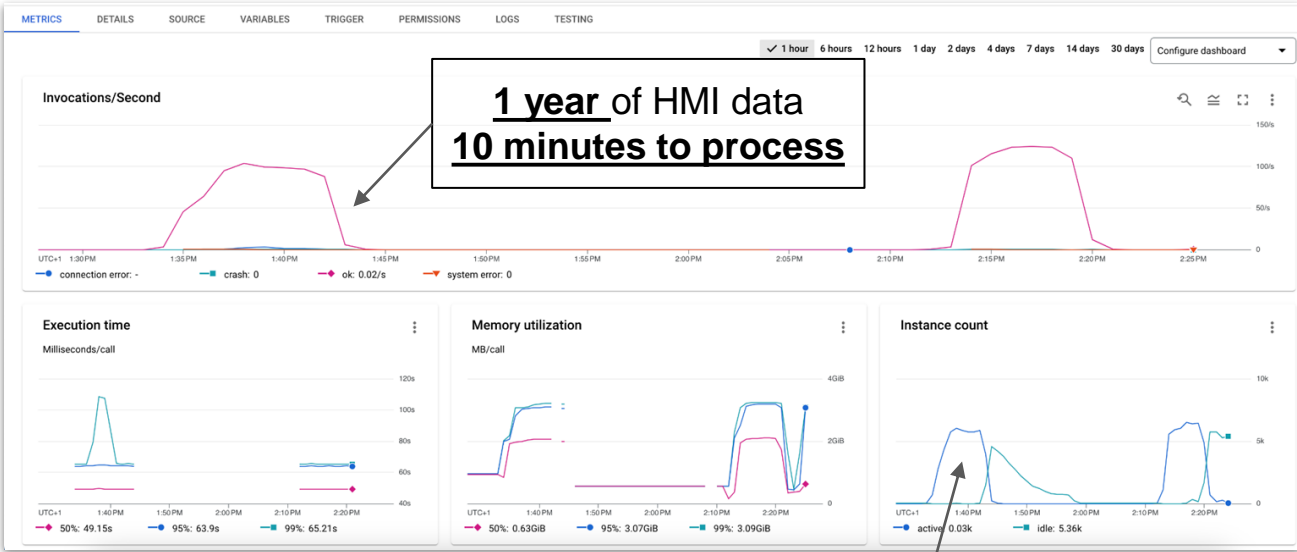 METRICS DETAILS SOURCE VARIABLES TRIGGER PERMISSIONS LOGS TESTING
1 hour 6 hours 12 hours 1 day 2 days 4 days 7 days 14 days 30 days Configure dashboard
Invocations/Second
1 year of HMI data
10 minutes to process
150/s
100/s
50/s
0
UTC+1 1:30 PM 1:35 PM 1:40 PM 1:45 PM 1:50 PM 1:55 PM 2:00 PM 2:05 PM 2:10 PM 2:15 PM 2:20 PM 2:25 PM
connection error: - crash: 0 ok: 0.02/s system error: 0
Execution time
Milliseconds/call
120s
100s
80s
60s
40s
UTC+1 1:40 PM 1:50 PM 2:00 PM 2:10 PM 2:20 PM
50%: 49.15s 95%: 63.9s 99%: 65.21s
Memory utilization
MB/call
4GiB
2GiB
0
UTC+1 1:40 PM 1:50 PM 2:00 PM 2:10 PM 2:20 PM
50%: 0.63GiB 95%: 3.07GiB 99%: 3.09GiB
Instance count
10k
5k
0
UTC+1 1:40 PM 1:50 PM 2:00 PM 2:10 PM 2:20 PM
active: 0.03k idle: 5.36k